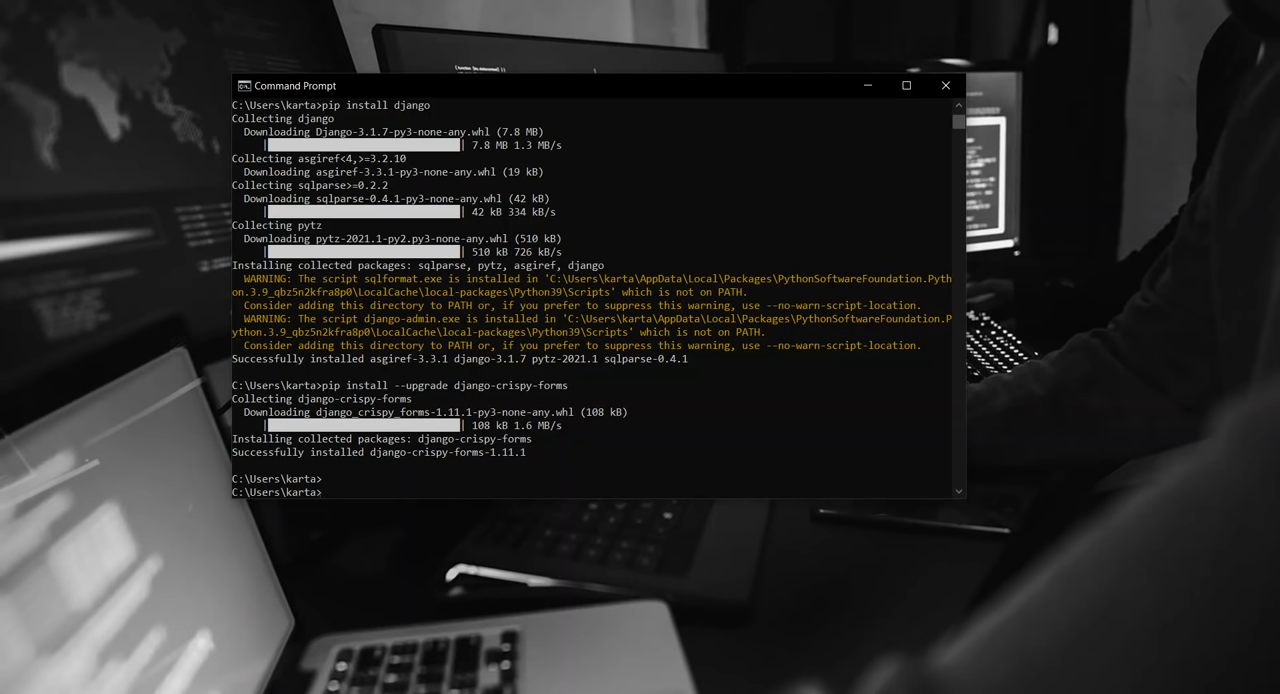 {function [lm.datasomeld] }
Command Prompt
C:\Users\karta>pip install django
Collecting django
  Downloading Django-3.1.7-py3-none-any.whl (7.8 MB)
     |████████████████████████████████| 7.8 MB 1.3 MB/s
Collecting asgiref<4,>=3.2.10
  Downloading asgiref-3.3.1-py3-none-any.whl (19 kB)
Collecting sqlparse>=0.2.2
  Downloading sqlparse-0.4.1-py3-none-any.whl (42 kB)
     |████████████████████████████████| 42 kB 334 kB/s
Collecting pytz
  Downloading pytz-2021.1-py2.py3-none-any.whl (510 kB)
     |████████████████████████████████| 510 kB 726 kB/s
Installing collected packages: sqlparse, pytz, asgiref, django
  WARNING: The script sqlformat.exe is installed in 'C:\Users\karta\AppData\Local\Packages\PythonSoftwareFoundation.Pyth
on.3.9_qbz5n2kfra8p0\LocalCache\local-packages\Python39\Scripts' which is not on PATH.
  Consider adding this directory to PATH or, if you prefer to suppress this warning, use --no-warn-script-location.
  WARNING: The script django-admin.exe is installed in 'C:\Users\karta\AppData\Local\Packages\PythonSoftwareFoundation.P
ython.3.9_qbz5n2kfra8p0\LocalCache\local-packages\Python39\Scripts' which is not on PATH.
  Consider adding this directory to PATH or, if you prefer to suppress this warning, use --no-warn-script-location.
Successfully installed asgiref-3.3.1 django-3.1.7 pytz-2021.1 sqlparse-0.4.1
C:\Users\karta>pip install --upgrade django-crispy-forms
Collecting django-crispy-forms
  Downloading django_crispy_forms-1.11.1-py3-none-any.whl (108 kB)
     |████████████████████████████████| 108 kB 1.6 MB/s
Installing collected packages: django-crispy-forms
Successfully installed django-crispy-forms-1.11.1
C:\Users\karta>
C:\Users\karta>